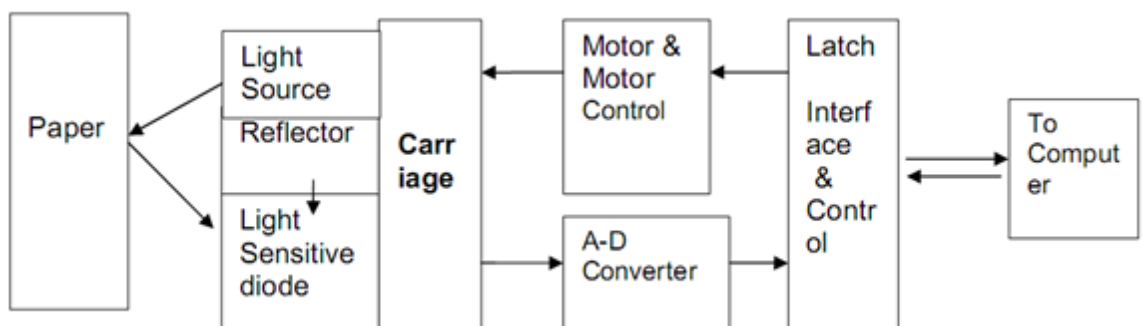 Paper
Light
Source
Reflector
Light
Sensitive
diode
Carr
iage
Motor &
Motor
Control
A-D
Converter
Latch
Interf
ace
&
Contr
ol
To
Comput
er